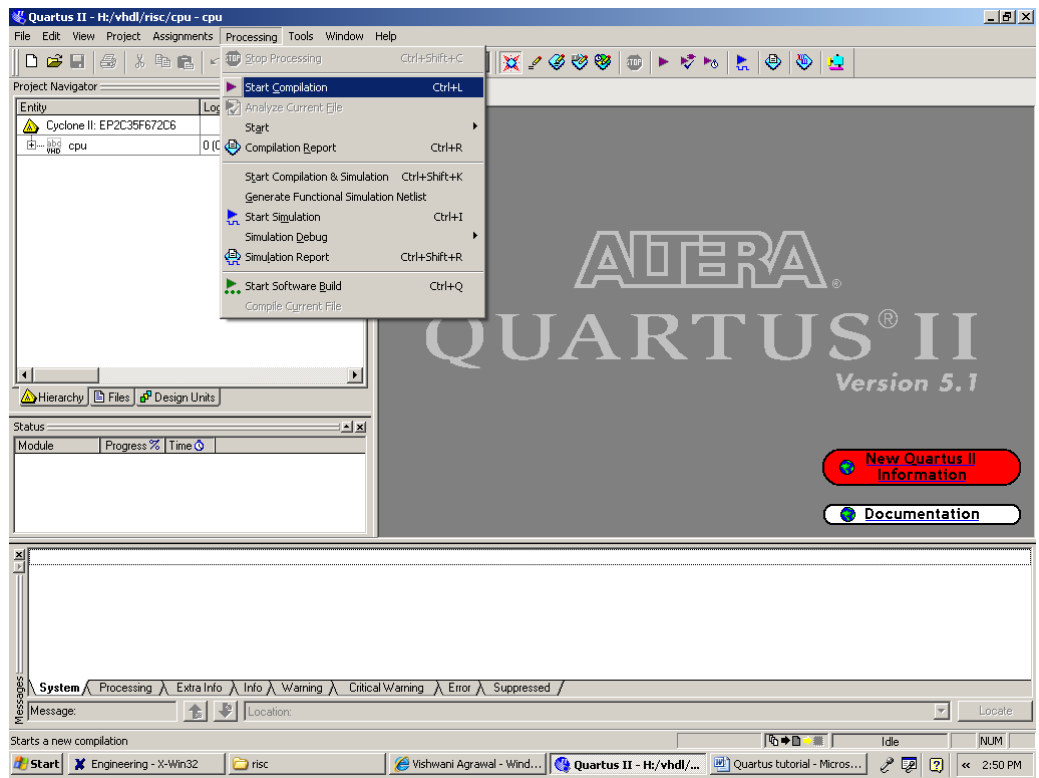 Quartus II - H:/vhdl/risc/cpu - cpu
File Edit View Project Assignments Processing Tools Window Help
Stop Processing Ctrl+Shift+C
Project Navigator
Start Compilation Ctrl+L
Entity
Analyze Current File
Cyclone II: EP2C35F672C6
Start
cpu
Compilation Report Ctrl+R
Start Compilation & Simulation Ctrl+Shift+K
Generate Functional Simulation Netlist
Start Simulation Ctrl+I
Simulation Debug
Simulation Report Ctrl+Shift+R
Start Software Build Ctrl+Q
Compile Current File
ALTERA®
QUARTUS® II
Version 5.1
Hierarchy Files Design Units
Status
Module Progress % Time
New Quartus II
Information
Documentation
System Processing Extra Info Info Warning Critical Warning Error Suppressed
Messages
Message: Location: Locate
Starts a new compilation Idle NUM
Start Engineering - X-Win32 risc Vishwani Agrawal - Wind... Quartus II - H:/vhdl/... Quartus tutorial - Micros... 2:50 PM